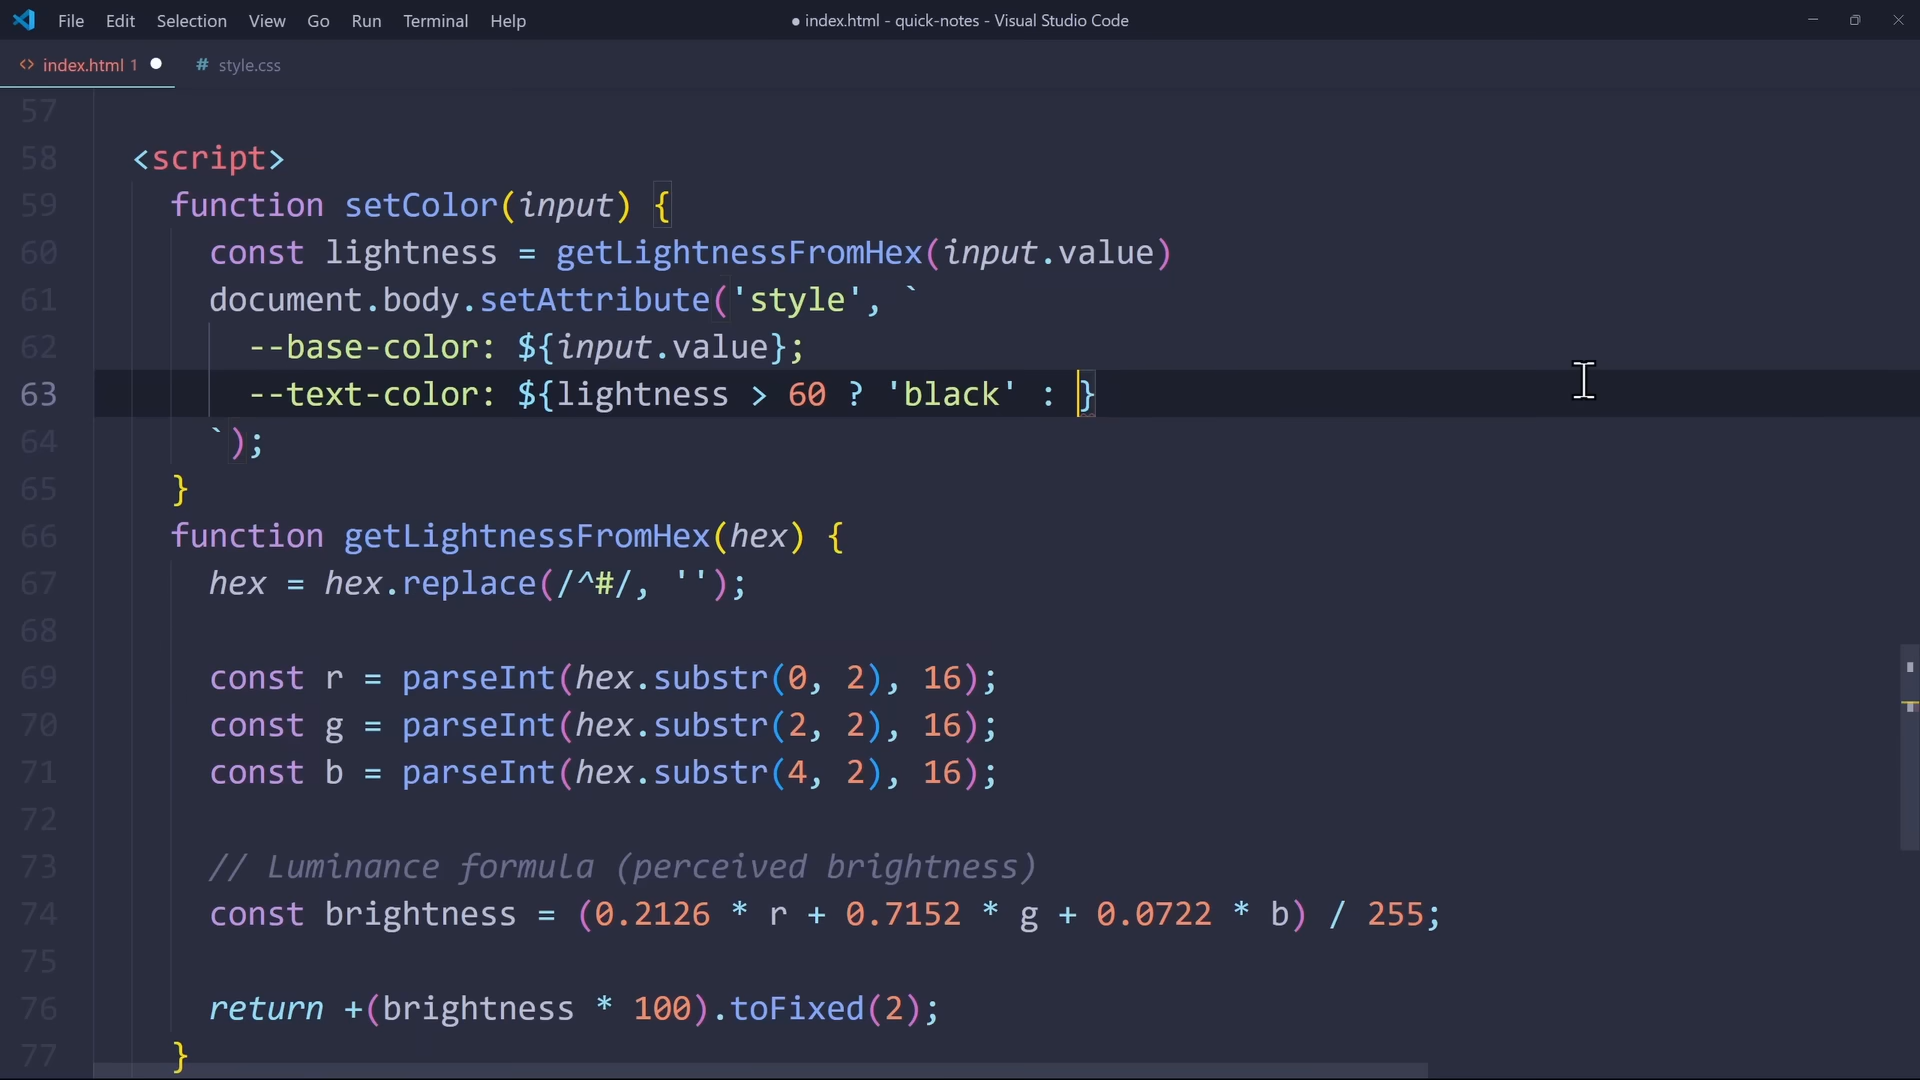 File Edit Selection View Go Run Terminal Help ● index.html - quick-notes - Visual Studio Code
<> index.html 1 ● # style.css
57
58 <script>
59 function setColor(input) {
60 const lightness = getLightnessFromHex(input.value)
61 document.body.setAttribute('style', `
62 --base-color: ${input.value};
63 --text-color: ${lightness > 60 ? 'black' : }
64 `);
65 }
66 function getLightnessFromHex(hex) {
67 hex = hex.replace(/^#/, '');
68
69 const r = parseInt(hex.substr(0, 2), 16);
70 const g = parseInt(hex.substr(2, 2), 16);
71 const b = parseInt(hex.substr(4, 2), 16);
72
73 // Luminance formula (perceived brightness)
74 const brightness = (0.2126 * r + 0.7152 * g + 0.0722 * b) / 255;
75
76 return +(brightness * 100).toFixed(2);
77 }